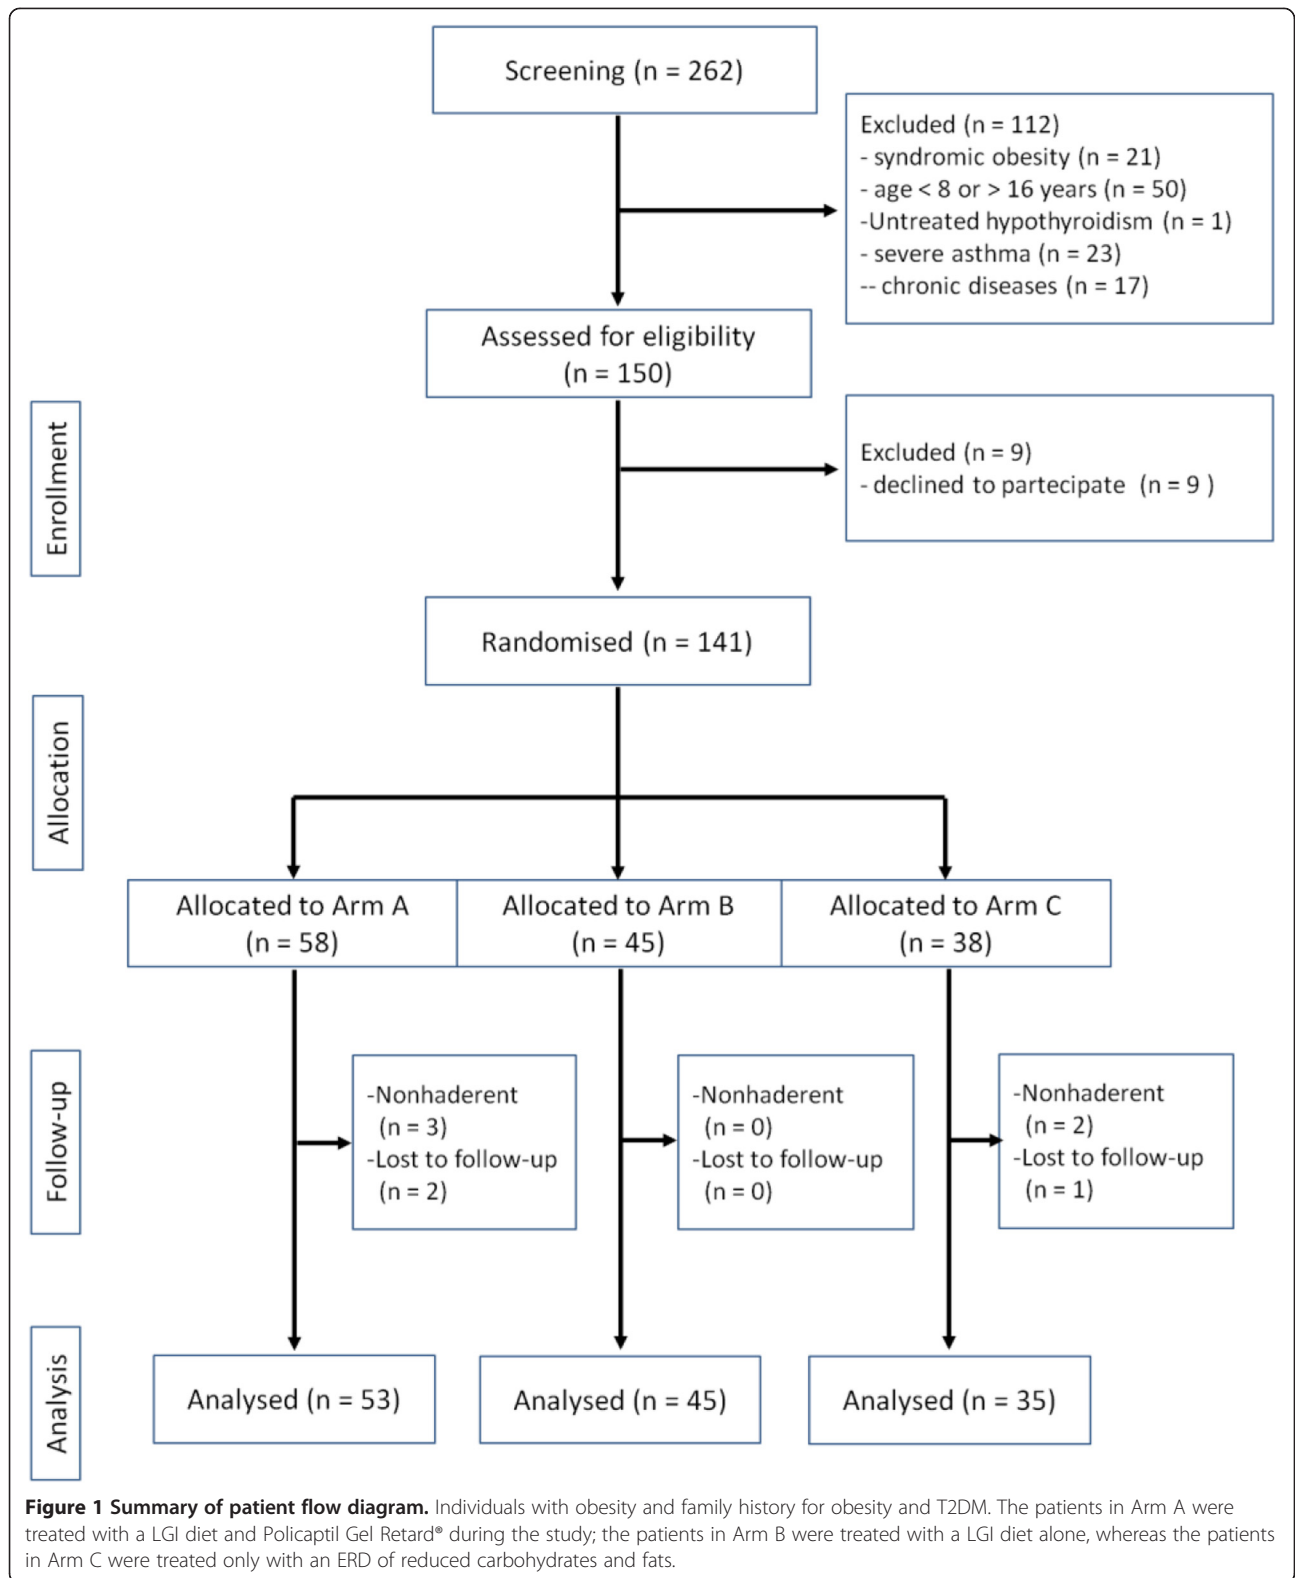 Screening (n = 262)
Excluded (n = 112)
- syndromic obesity (n = 21)
- age < 8 or > 16 years (n = 50)
-Untreated hypothyroidism (n = 1)
- severe asthma (n = 23)
-- chronic diseases (n = 17)
Assessed for eligibility
(n = 150)
Enrollment
Excluded (n = 9)
- declined to partecipate (n = 9 )
Randomised (n = 141)
Allocation
Allocated to Arm A
(n = 58)
Allocated to Arm B
(n = 45)
Allocated to Arm C
(n = 38)
Follow-up
-Nonhaderent
(n = 3)
-Lost to follow-up
(n = 2)
-Nonhaderent
(n = 0)
-Lost to follow-up
(n = 0)
-Nonhaderent
(n = 2)
-Lost to follow-up
(n = 1)
Analysis
Analysed (n = 53)
Analysed (n = 45)
Analysed (n = 35)
Figure 1 Summary of patient flow diagram. Individuals with obesity and family history for obesity and T2DM. The patients in Arm A were
treated with a LGI diet and Policaptil Gel Retard® during the study; the patients in Arm B were treated with a LGI diet alone, whereas the patients
in Arm C were treated only with an ERD of reduced carbohydrates and fats.